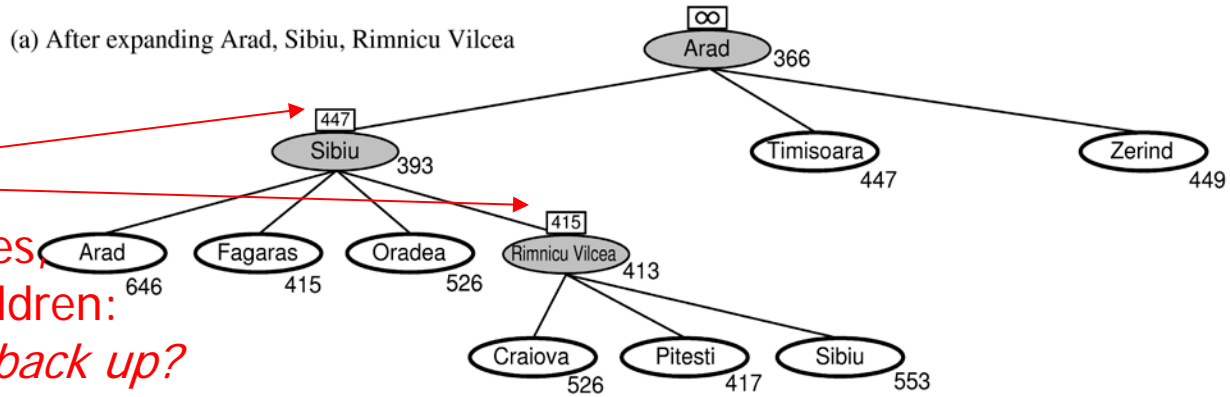 ∞
(a) After expanding Arad, Sibiu, Rimnicu Vilcea
Arad
366
447
Sibiu
393
Timisoara
447
Zerind
449
415
es,
Arad
646
Fagaras
415
Oradea
526
Rimnicu Vilcea
413
ldren:
back up?
Craiova
526
Pitesti
417
Sibiu
553